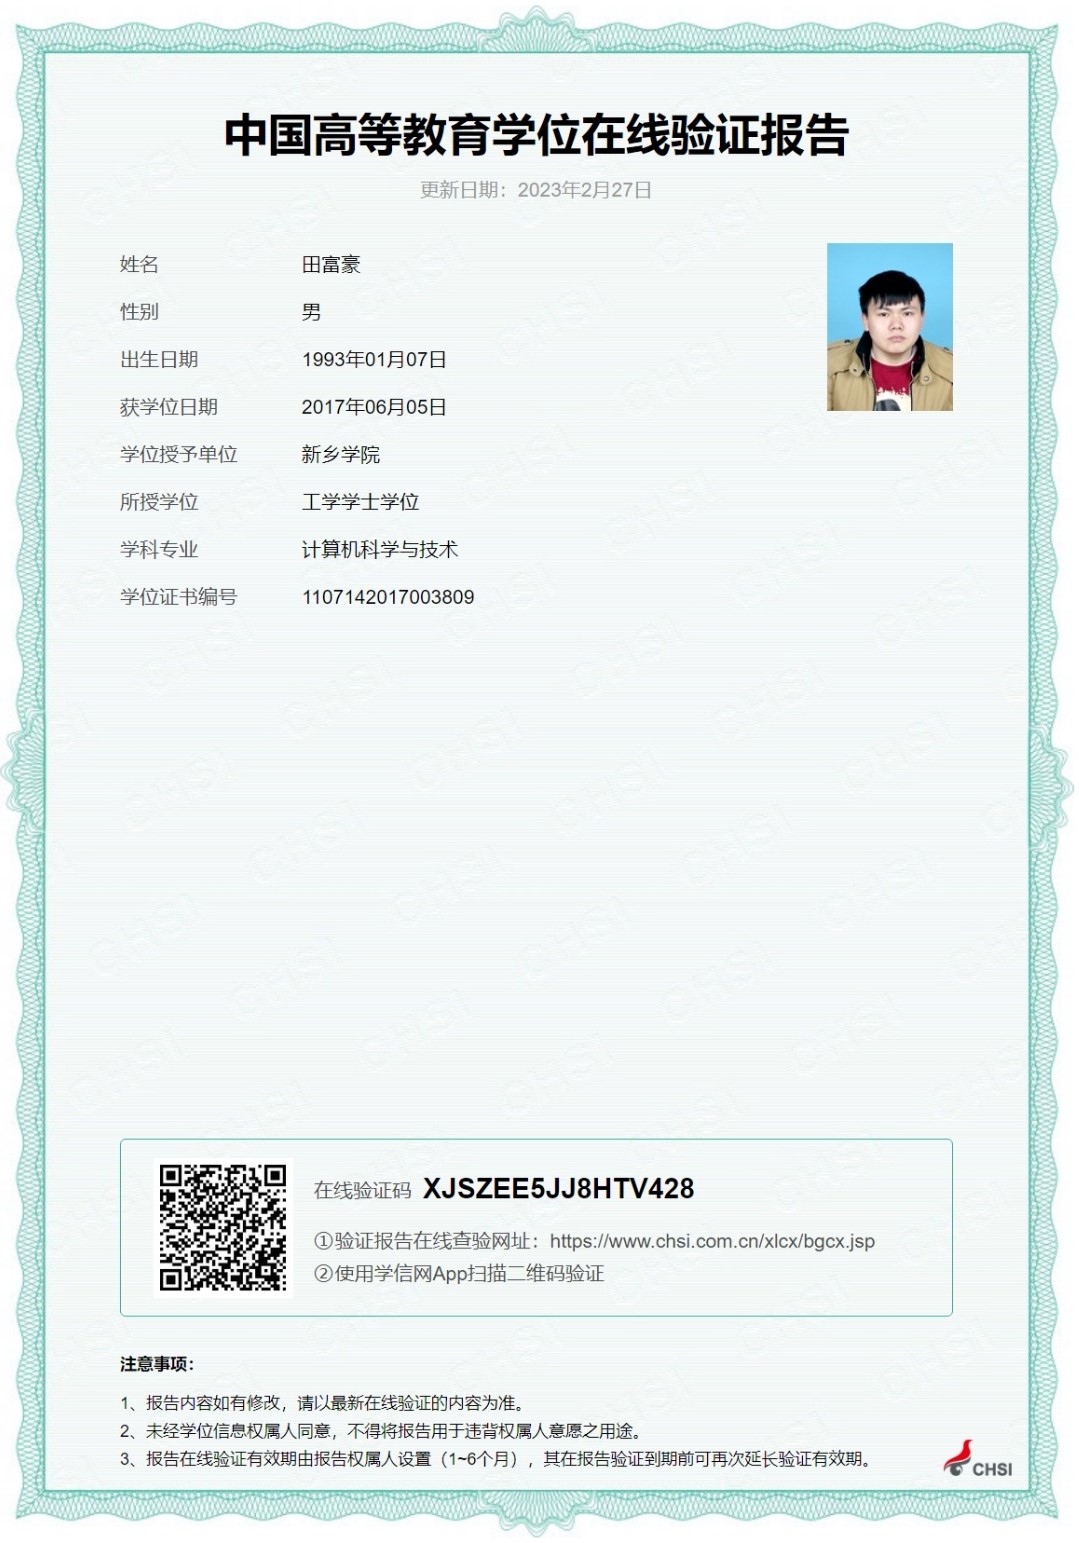 中国高等教育学位在线验证报告
更新日期：2023年2月27日
姓名 田富豪
性别 男
出生日期 1993年01月07日
获学位日期 2017年06月05日
学位授予单位 新乡学院
所授学位 工学学士学位
学科专业 计算机科学与技术
学位证书编号 1107142017003809
在线验证码 XJSZEE5JJ8HTV428
①验证报告在线查验网址：https://www.chsi.com.cn/xlcx/bgcx.jsp
②使用学信网App扫描二维码验证
注意事项：
1、报告内容如有修改，请以最新在线验证的内容为准。
2、未经学位信息权属人同意，不得将报告用于违背权属人意愿之用途。
3、报告在线验证有效期由报告权属人设置（1~6个月），其在报告验证到期前可再次延长验证有效期。
CHSI